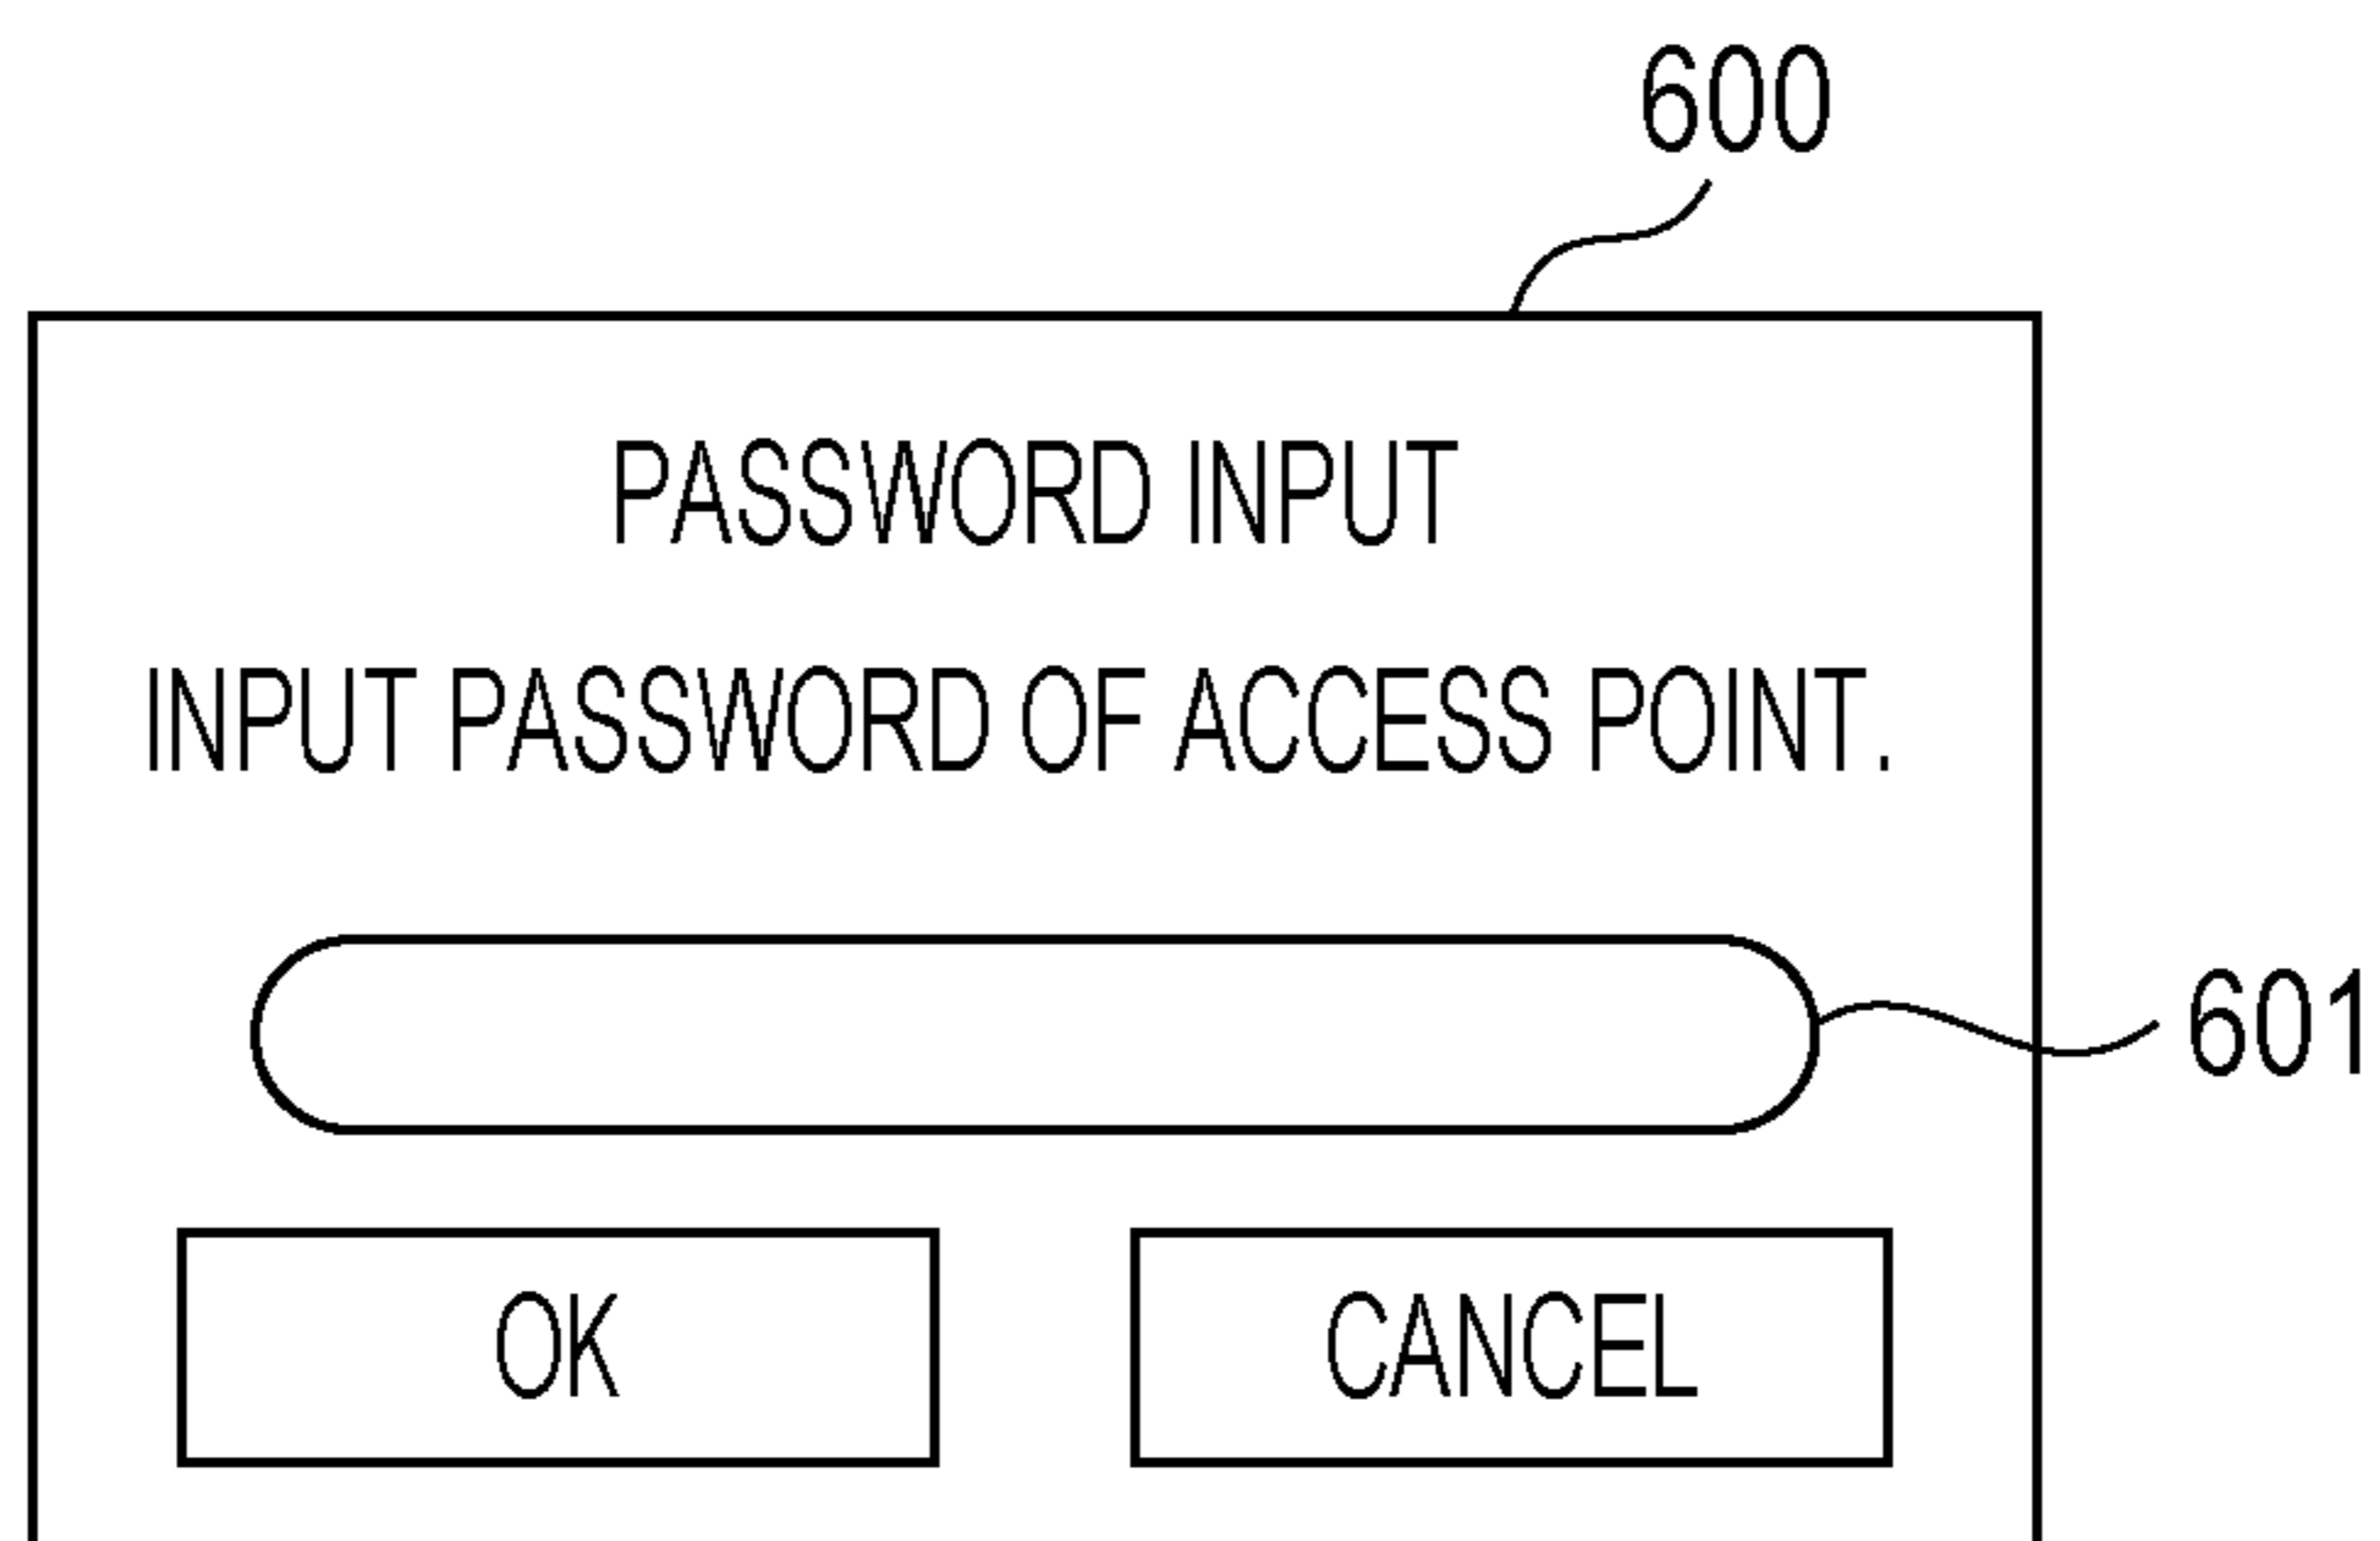 600
PASSWORD INPUT
INPUT PASSWORD OF ACCESS POINT.
601
OK
CANCEL